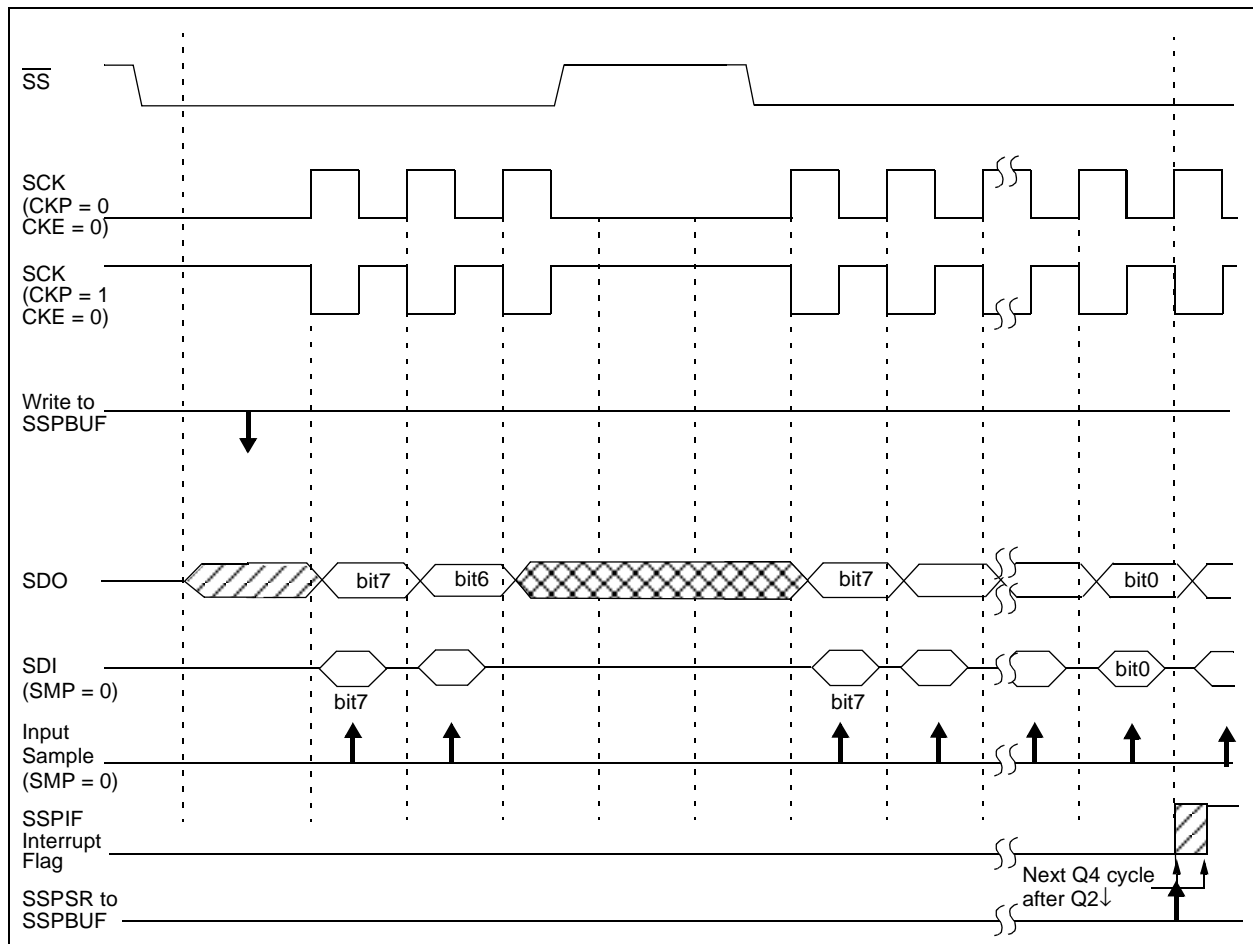 SS
SCK
(CKP = 0
CKE = 0)
SCK
(CKP = 1
CKE = 0)
Write to
SSPBUF
SDO
bit7
bit6
bit7
bit0
SDI
(SMP = 0)
bit7
bit7
bit0
Input
Sample
(SMP = 0)
SSPIF
Interrupt
Flag
Next Q4 cycle
after Q2↓
SSPSR to
SSPBUF